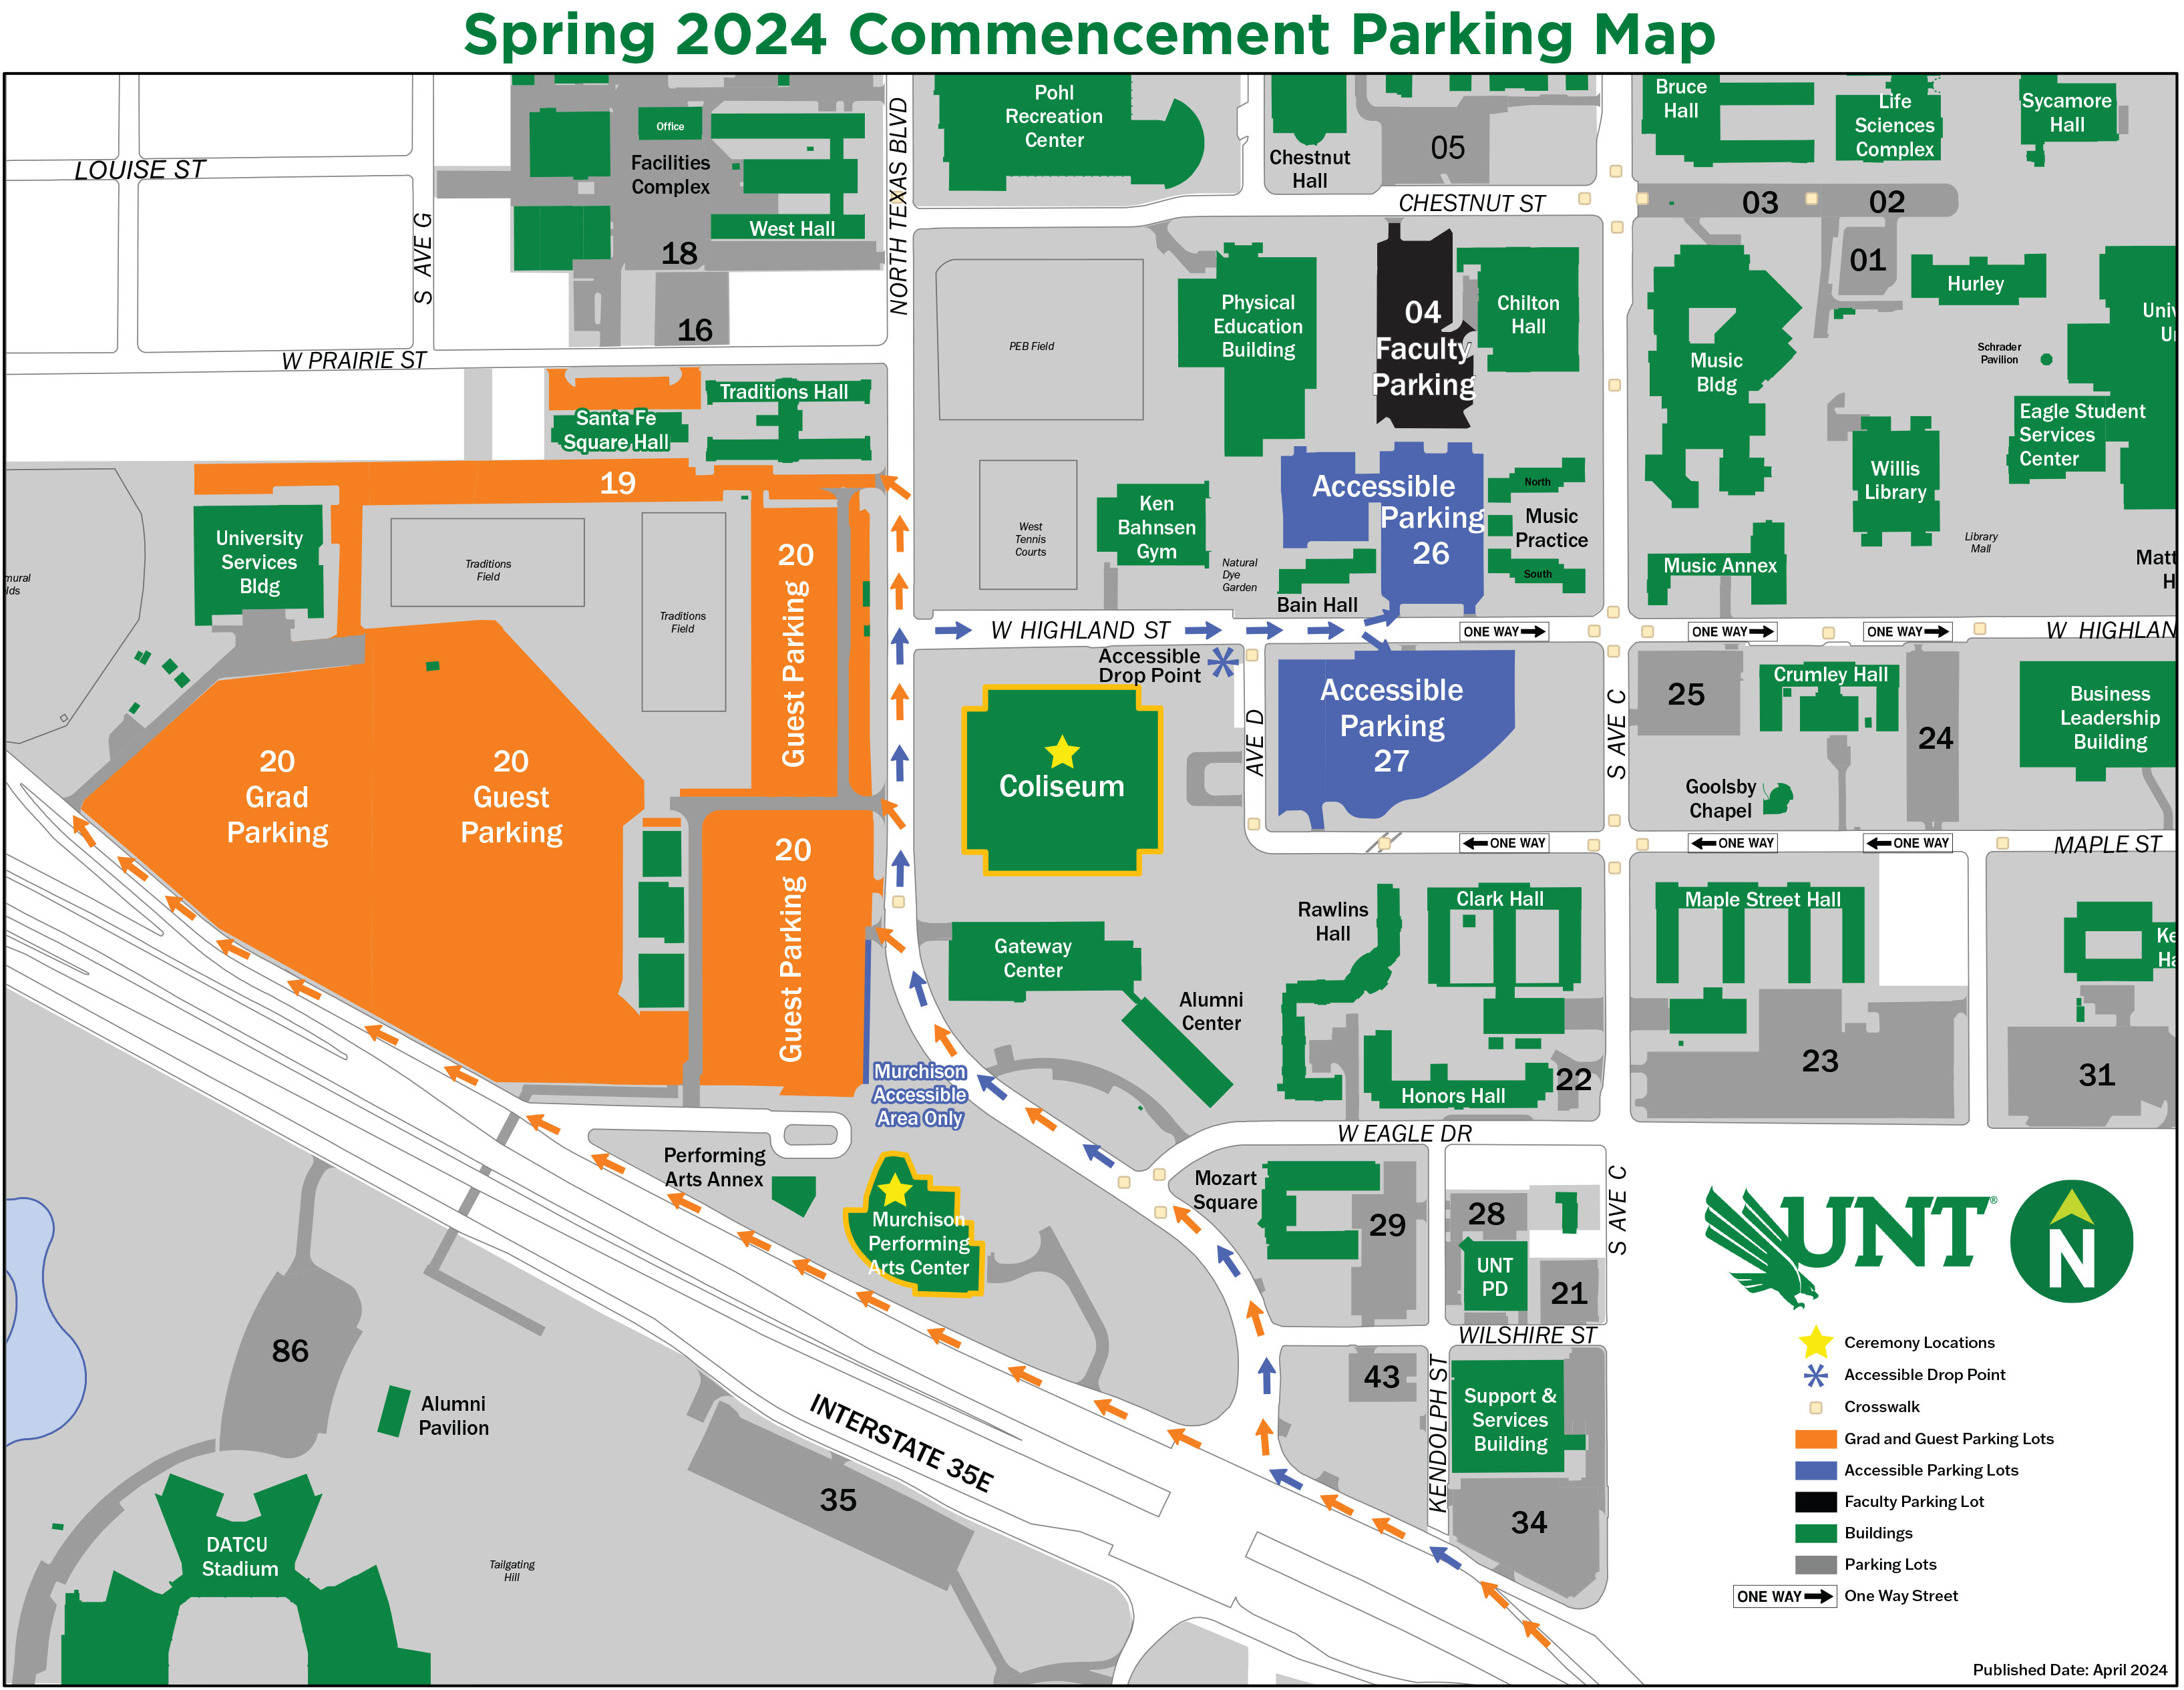 Spring 2024 Commencement Parking Map
Pohl
Recreation
Center
Chestnut
Hall
05
Bruce
Hall
Life
Sciences
Complex
Sycamore
Hall
Office
Facilities
Complex
West Hall
18
16
LOUISE ST
S AVE G
NORTH TEXAS BLVD
W PRAIRIE ST
CHESTNUT ST
03
02
01
Hurley
Univ
Un
Schrader
Pavilion
PEB Field
Physical
Education
Building
04
Faculty
Parking
Chilton
Hall
Music
Bldg
Eagle Student
Services
Center
Willis
Library
Library
Mall
Matt
H
Santa Fe
Square Hall
Traditions Hall
19
University
Services
Bldg
Traditions
Field
Traditions
Field
mural
lds
20
Guest Parking
West
Tennis
Courts
Ken
Bahnsen
Gym
Natural
Dye
Garden
Accessible
Parking
26
North
Music
Practice
South
Bain Hall
Music Annex
W HIGHLAND ST
ONE WAY
ONE WAY
ONE WAY
W HIGHLAN
Accessible
Drop Point
Coliseum
AVE D
Accessible
Parking
27
S AVE C
25
Crumley Hall
24
Business
Leadership
Building
Goolsby
Chapel
20
Grad
Parking
20
Guest
Parking
20
Guest Parking
ONE WAY
ONE WAY
ONE WAY
MAPLE ST
Gateway
Center
Alumni
Center
Rawlins
Hall
Clark Hall
Maple Street Hall
Ke
Ha
Honors Hall
22
23
31
Murchison
Accessible
Area Only
W EAGLE DR
Performing
Arts Annex
Murchison
Performing
Arts Center
Mozart
Square
29
28
UNT
PD
21
S AVE C
WILSHIRE ST
43
KENDOLPH ST
Support &
Services
Building
34
86
Alumni
Pavilion
35
INTERSTATE 35E
DATCU
Stadium
Tailgating
Hill
UNT®
N
Ceremony Locations
Accessible Drop Point
Crosswalk
Grad and Guest Parking Lots
Accessible Parking Lots
Faculty Parking Lot
Buildings
Parking Lots
ONE WAY One Way Street
Published Date: April 2024